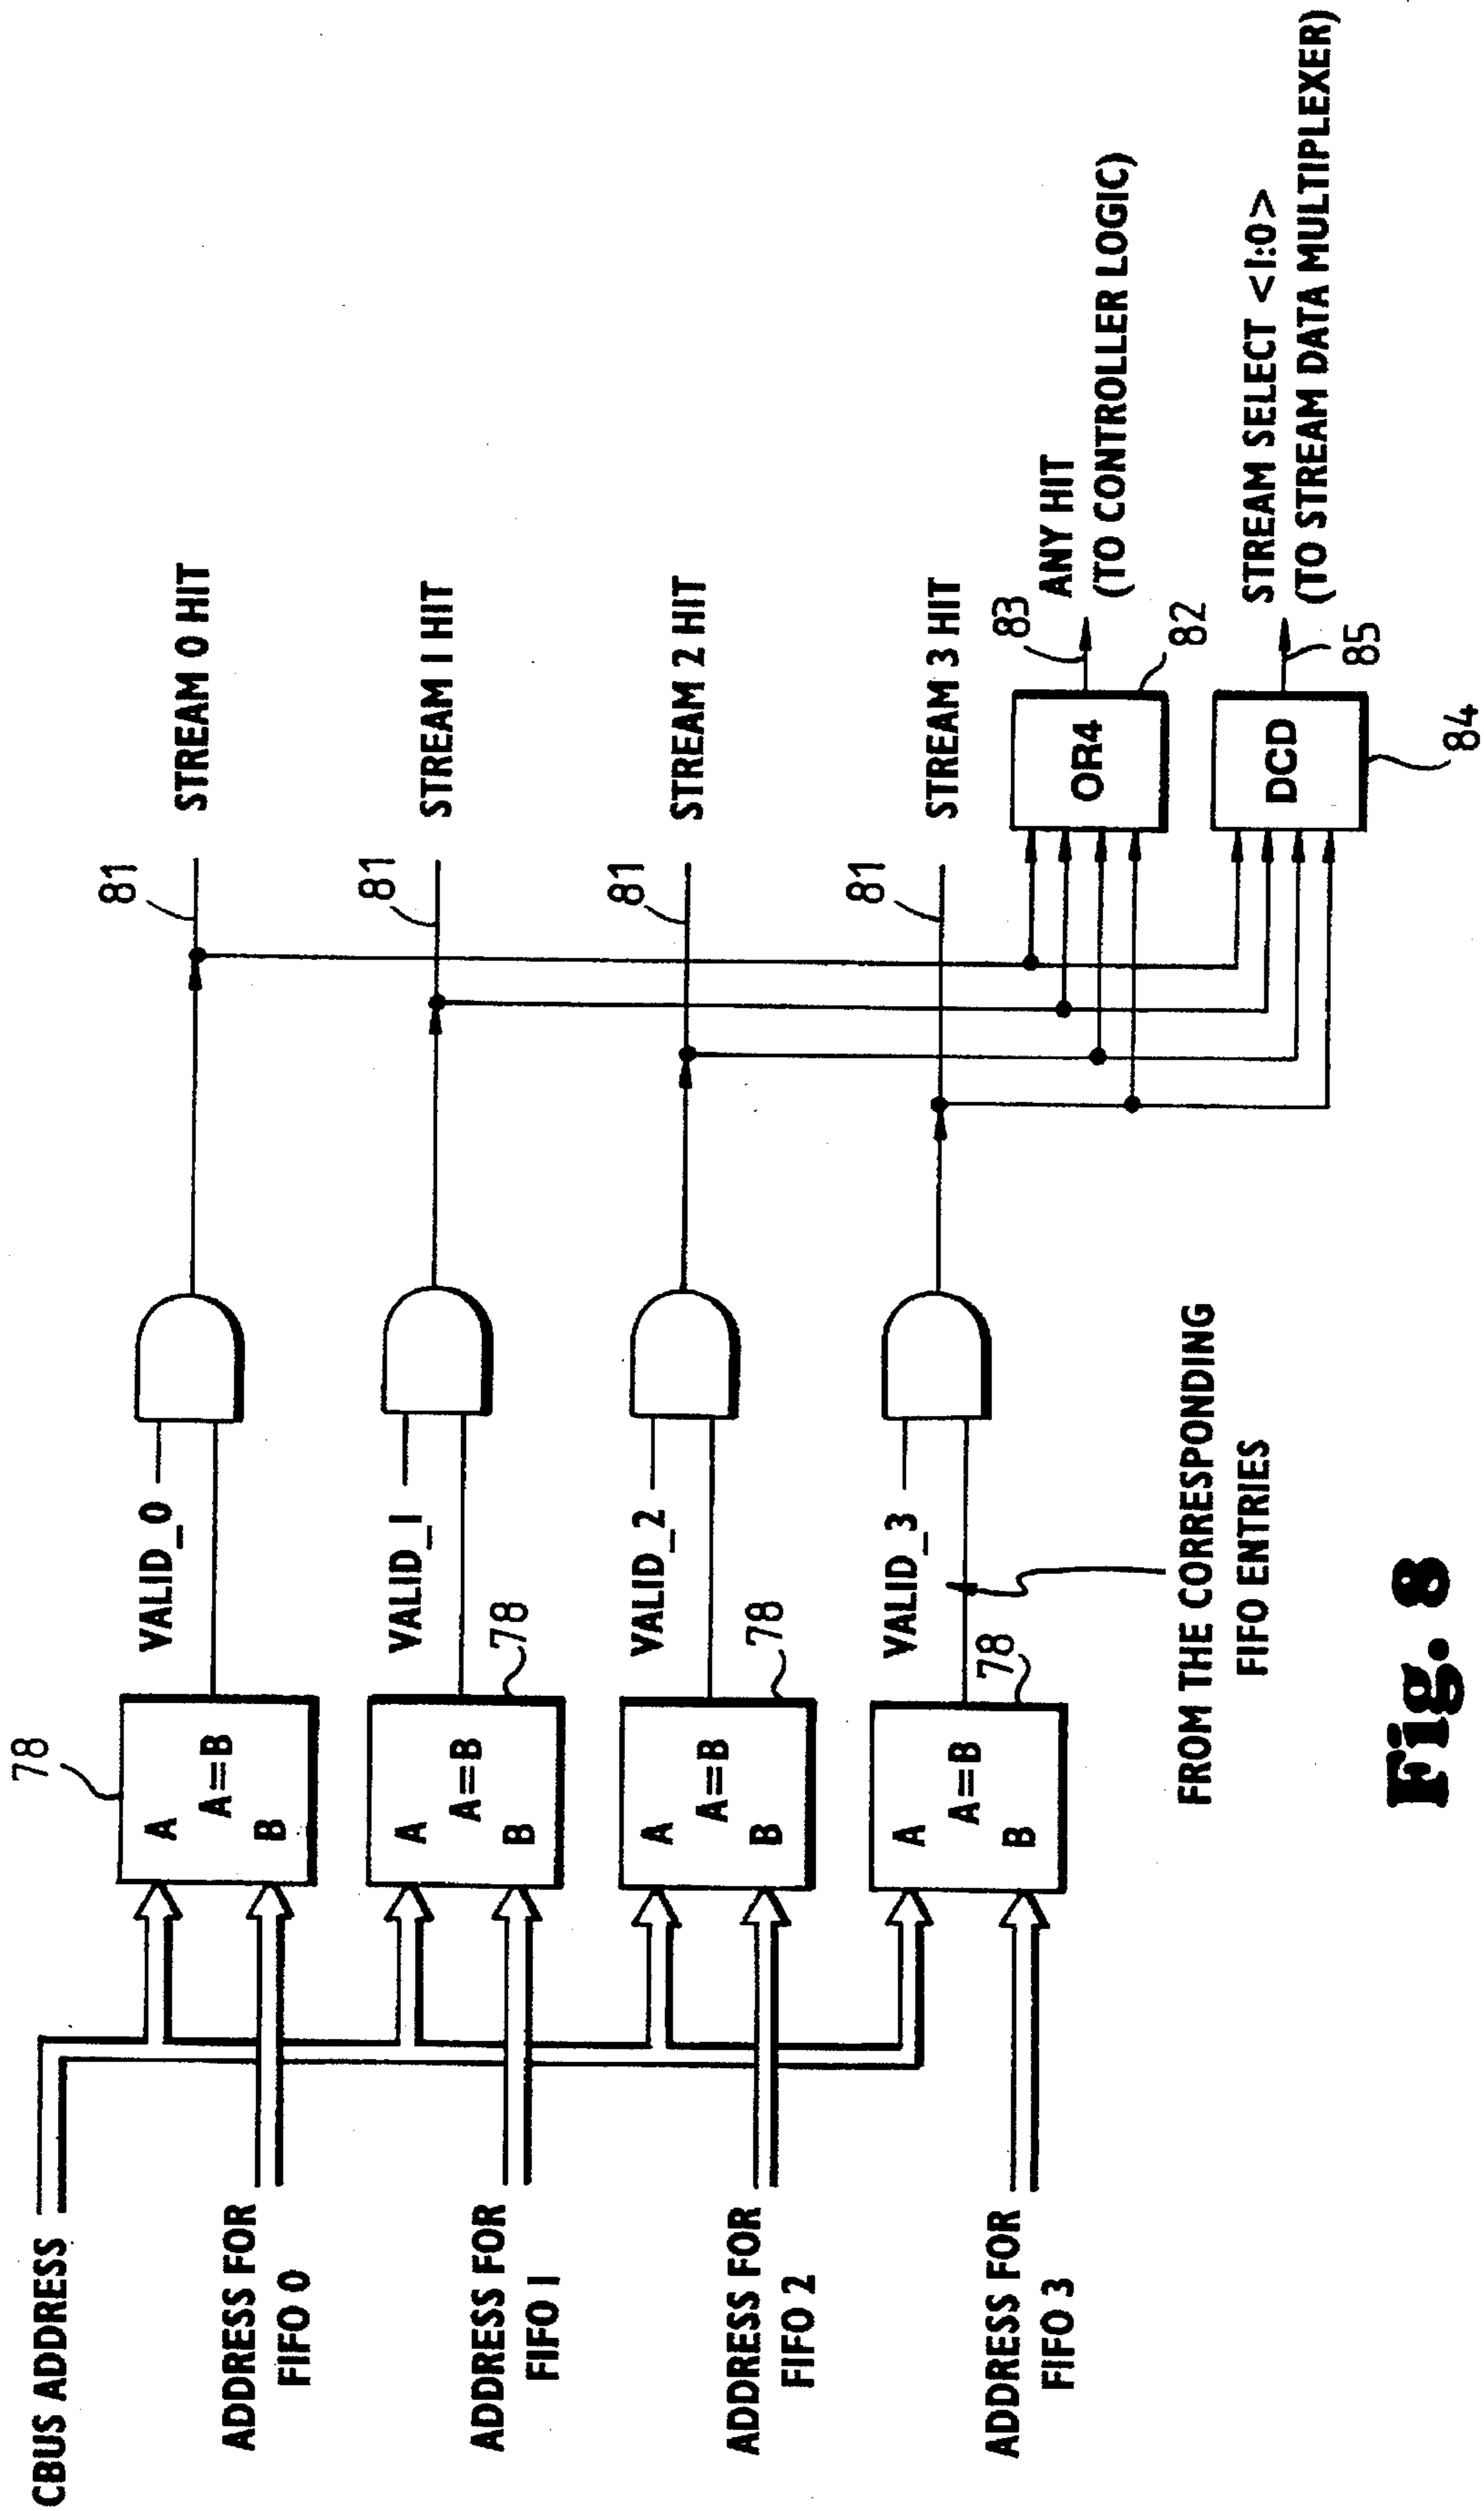 CBUS ADDRESS
ADDRESS FOR
FIFO 0
ADDRESS FOR
FIFO 1
ADDRESS FOR
FIFO 2
ADDRESS FOR
FIFO 3
78
A
A=B
B
78
A
A=B
B
78
A
A=B
B
78
A
A=B
B
VALID_0
VALID_1
VALID_2
VALID_3
FROM THE CORRESPONDING
FIFO ENTRIES
81
STREAM 0 HIT
81
STREAM 1 HIT
81
STREAM 2 HIT
81
STREAM 3 HIT
OR4
83
ANY HIT
(TO CONTROLLER LOGIC)
82
DCD
STREAM SELECT <1:0>
(TO STREAM DATA MULTIPLEXER)
85
84
Fig. 8